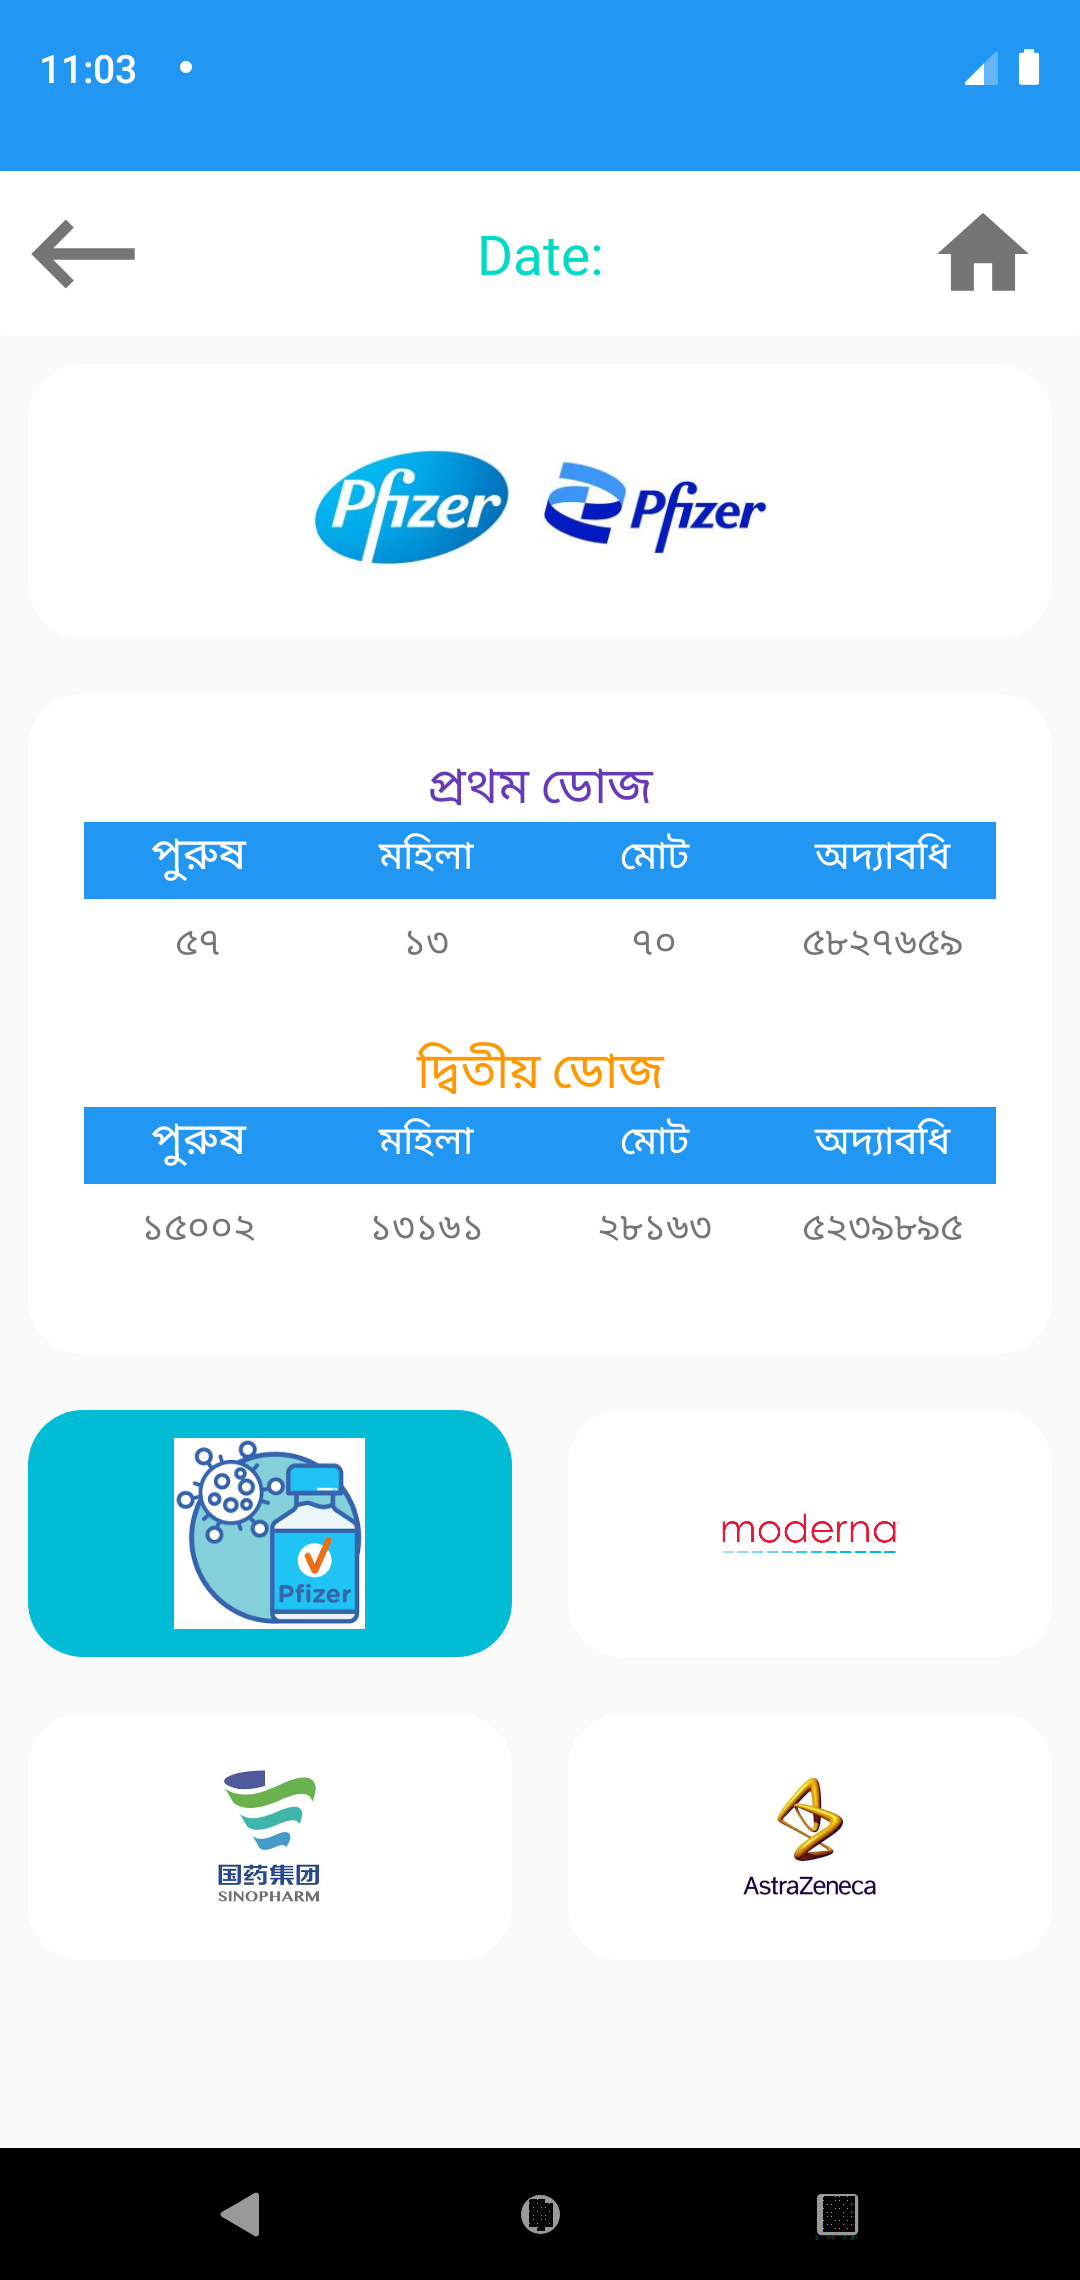 11:03
Date:
Pfizer Pfizer
প্রথম ডোজ
পুরুষ মহিলা মোট অদ্যাবধি
৫৭ ১৩ ৭০ ৫৮২৭৬৫৯
দ্বিতীয় ডোজ
পুরুষ মহিলা মোট অদ্যাবধি
১৫০০২ ১৩১৬১ ২৮১৬৩ ৫২৩৯৮৯৫
Pfizer
moderna
国药集团
SINOPHARM
AstraZeneca